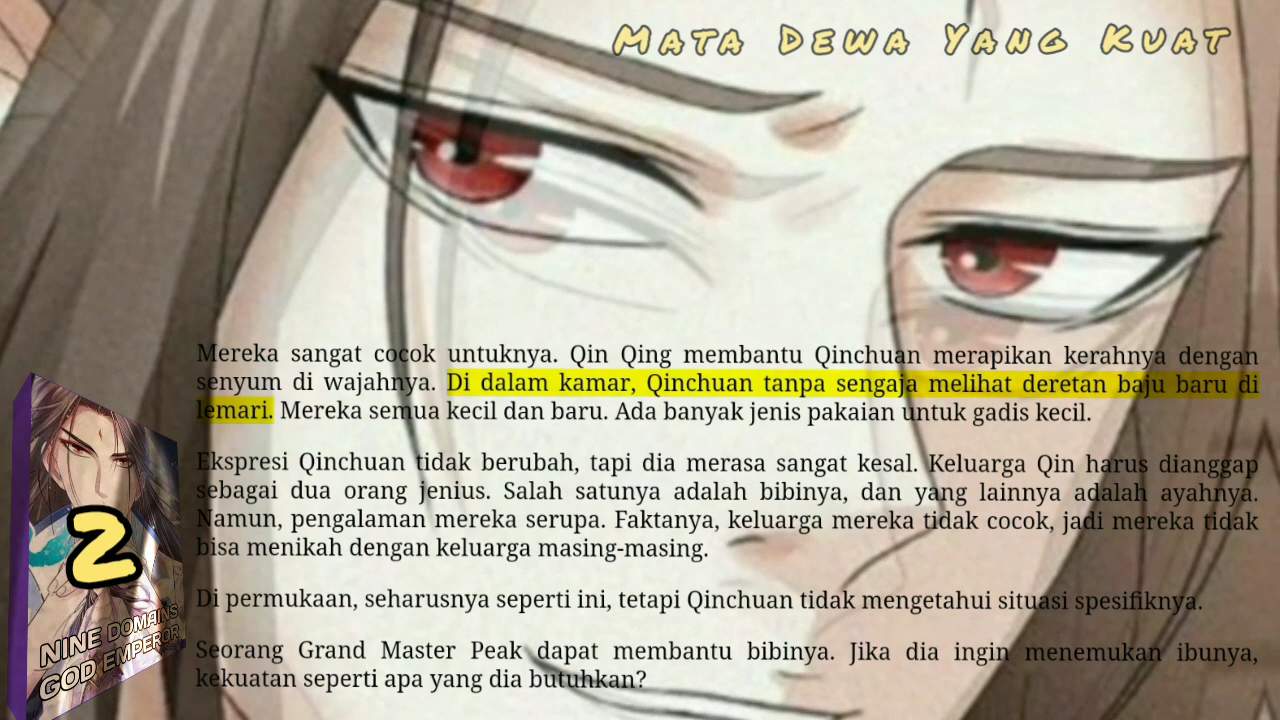 Mata Dewa Yang Kuat
Mereka sangat cocok untuknya. Qin Qing membantu Qinchuan merapikan kerahnya dengan
senyum di wajahnya. Di dalam kamar, Qinchuan tanpa sengaja melihat deretan baju baru di
lemari. Mereka semua kecil dan baru. Ada banyak jenis pakaian untuk gadis kecil.
Ekspresi Qinchuan tidak berubah, tapi dia merasa sangat kesal. Keluarga Qin harus dianggap
sebagai dua orang jenius. Salah satunya adalah bibinya, dan yang lainnya adalah ayahnya.
Namun, pengalaman mereka serupa. Faktanya, keluarga mereka tidak cocok, jadi mereka tidak
bisa menikah dengan keluarga masing-masing.
Di permukaan, seharusnya seperti ini, tetapi Qinchuan tidak mengetahui situasi spesifiknya.
Seorang Grand Master Peak dapat membantu bibinya. Jika dia ingin menemukan ibunya,
kekuatan seperti apa yang dia butuhkan?
2
NINE DOMAINS
GOD EMPEROR